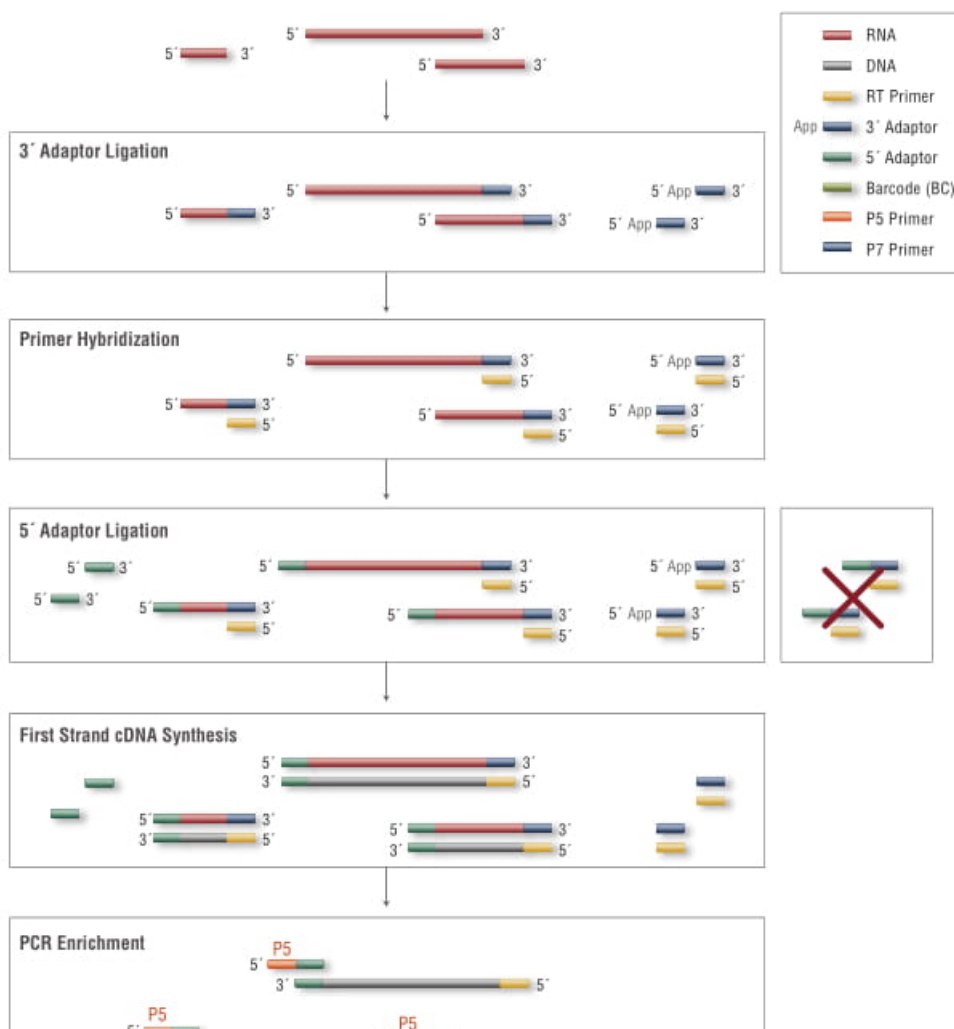 5´ 3´
5´ 3´
5´ 3´
RNA
DNA
RT Primer
App 3´ Adaptor
5´ Adaptor
Barcode (BC)
P5 Primer
P7 Primer
3´ Adaptor Ligation
5´ 3´
5´ App 3´
5´ 3´
5´ 3´
5´ App 3´
Primer Hybridization
5´ 3´
5´
5´ App 3´
5´
5´ 3´
5´
5´ 3´
5´
5´ App 3´
5´
5´ Adaptor Ligation
5´ 3´
5´ 3´
5´ 3´
5´
5´ App 3´
5´
5´ 3´
5´
5´ 3´
5´
5´ App 3´
5´
First Strand cDNA Synthesis
5´ 3´
3´ 5´
5´ 3´
3´ 5´
5´ 3´
3´ 5´
PCR Enrichment
P5
5´
3´ 5´
P5
5´
P5